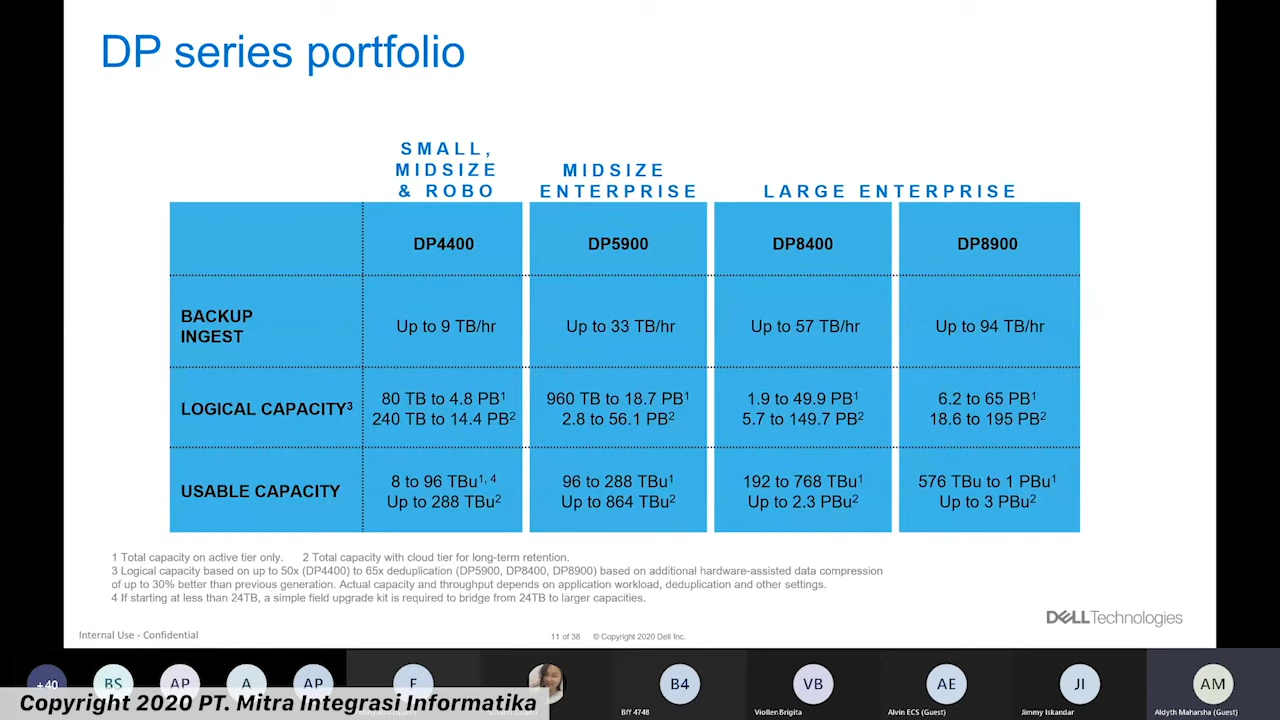 DP series portfolio
SMALL,
MIDSIZE
& ROBO
MIDSIZE
ENTERPRISE
LARGE ENTERPRISE
DP4400
DP5900
DP8400
DP8900
BACKUP
INGEST
Up to 9 TB/hr
Up to 33 TB/hr
Up to 57 TB/hr
Up to 94 TB/hr
LOGICAL CAPACITY³
80 TB to 4.8 PB¹
240 TB to 14.4 PB²
960 TB to 18.7 PB¹
2.8 to 56.1 PB²
1.9 to 49.9 PB¹
5.7 to 149.7 PB²
6.2 to 65 PB¹
18.6 to 195 PB²
USABLE CAPACITY
8 to 96 TBu¹, ⁴
Up to 288 TBu²
96 to 288 TBu¹
Up to 864 TBu²
192 to 768 TBu¹
Up to 2.3 PBu²
576 TBu to 1 PBu¹
Up to 3 PBu²
1 Total capacity on active tier only. 2 Total capacity with cloud tier for long-term retention.
3 Logical capacity based on up to 50x (DP4400) to 65x deduplication (DP5900, DP8400, DP8900) based on additional hardware-assisted data compression
of up to 30% better than previous generation. Actual capacity and throughput depends on application workload, deduplication and other settings.
4 If starting at less than 24TB, a simple field upgrade kit is required to bridge from 24TB to larger capacities.
DELLTechnologies
Internal Use - Confidential
11 of 38 © Copyright 2020 Dell Inc.
+40
BS
AP
A
AP
F
B4
VB
AE
JI
AM
Bff 4748
Viollen Brigita
Alvin ECS (Guest)
Jimmy Iskandar
Aldyth Maharsha (Guest)
Copyright 2020 PT. Mitra Integrasi Informatika